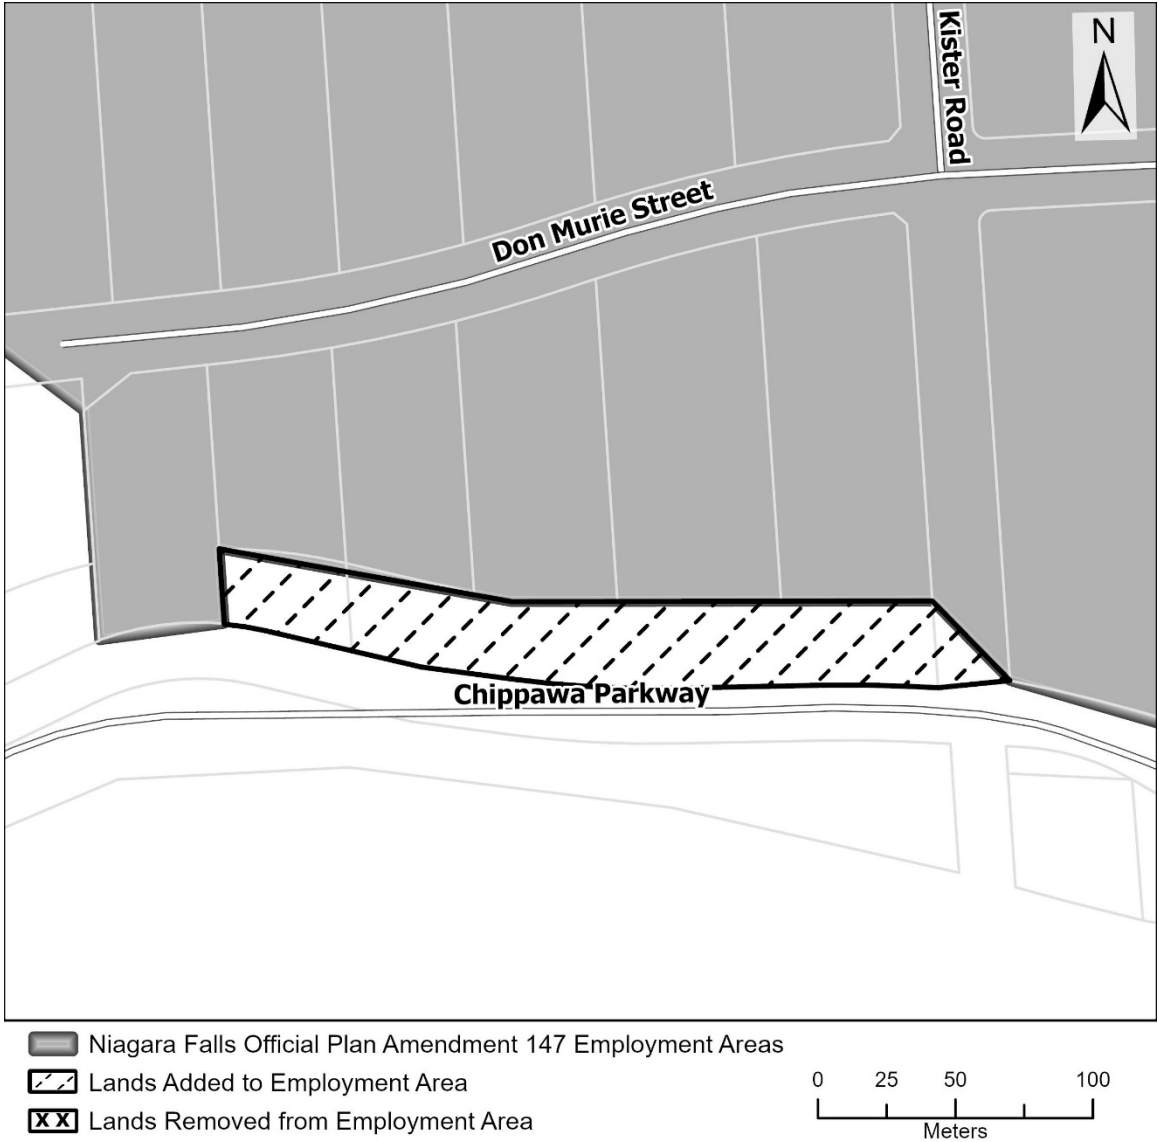 N
Kister Road
Don Murie Street
Chippawa Parkway
Niagara Falls Official Plan Amendment 147 Employment Areas
Lands Added to Employment Area
X X Lands Removed from Employment Area
0 25 50 100
Meters